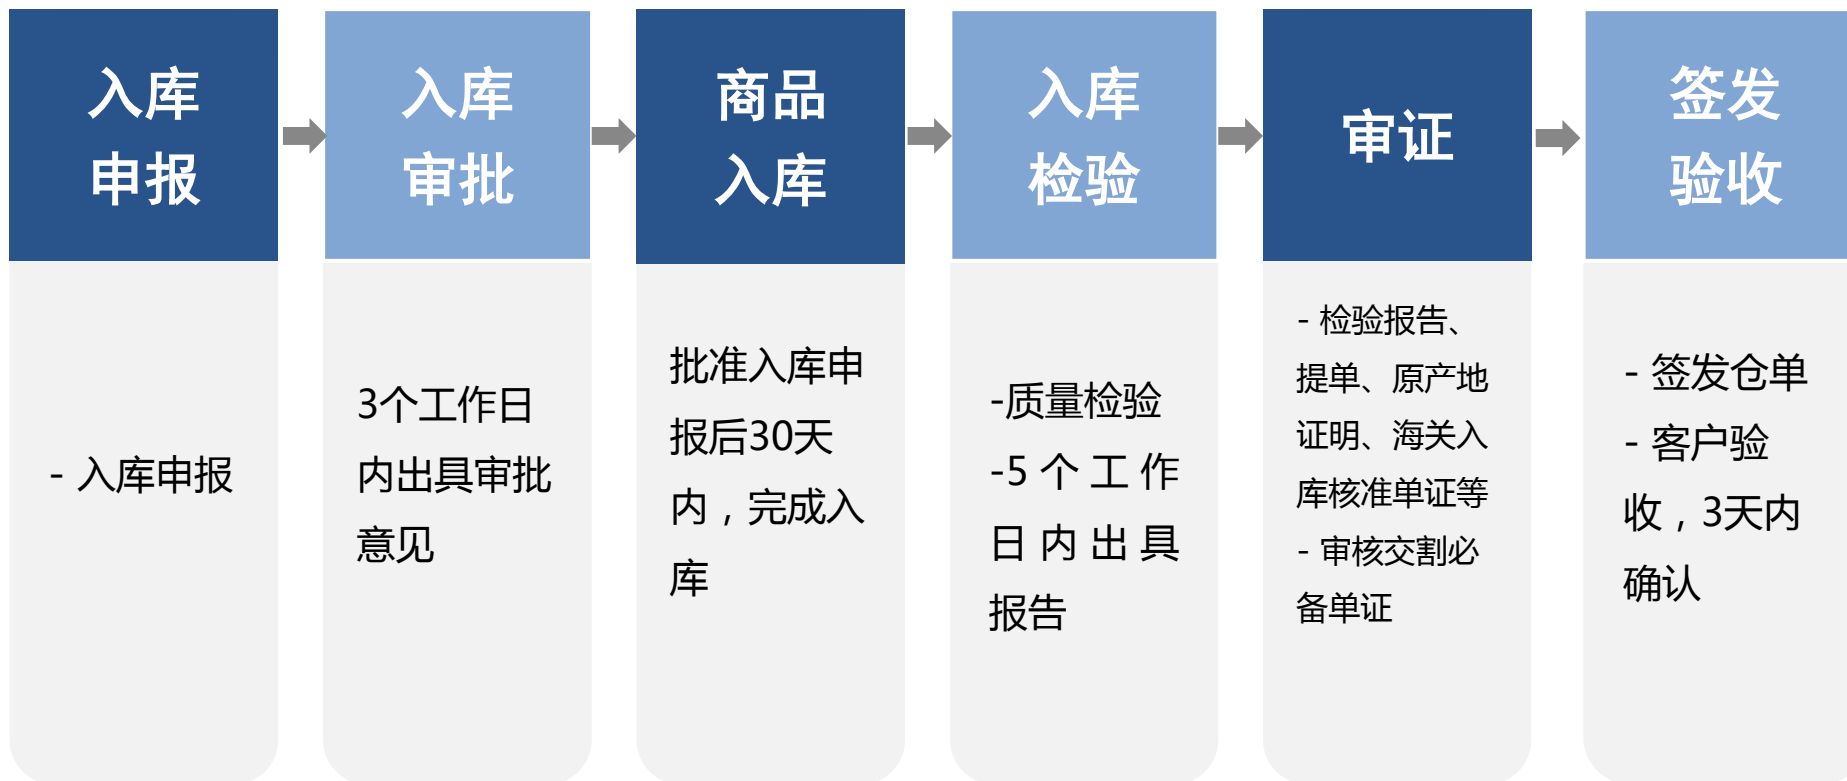 入库
申报
入库
审批
商品
入库
入库
检验
审证
签发
验收
- 入库申报
3个工作日
内出具审批
意见
批准入库申
报后30天
内，完成入
库
-质量检验
-5个工作
日内出具
报告
- 检验报告、
提单、原产地
证明、海关入
库核准单证等
- 审核交割必
备单证
- 签发仓单
- 客户验
收，3天内
确认